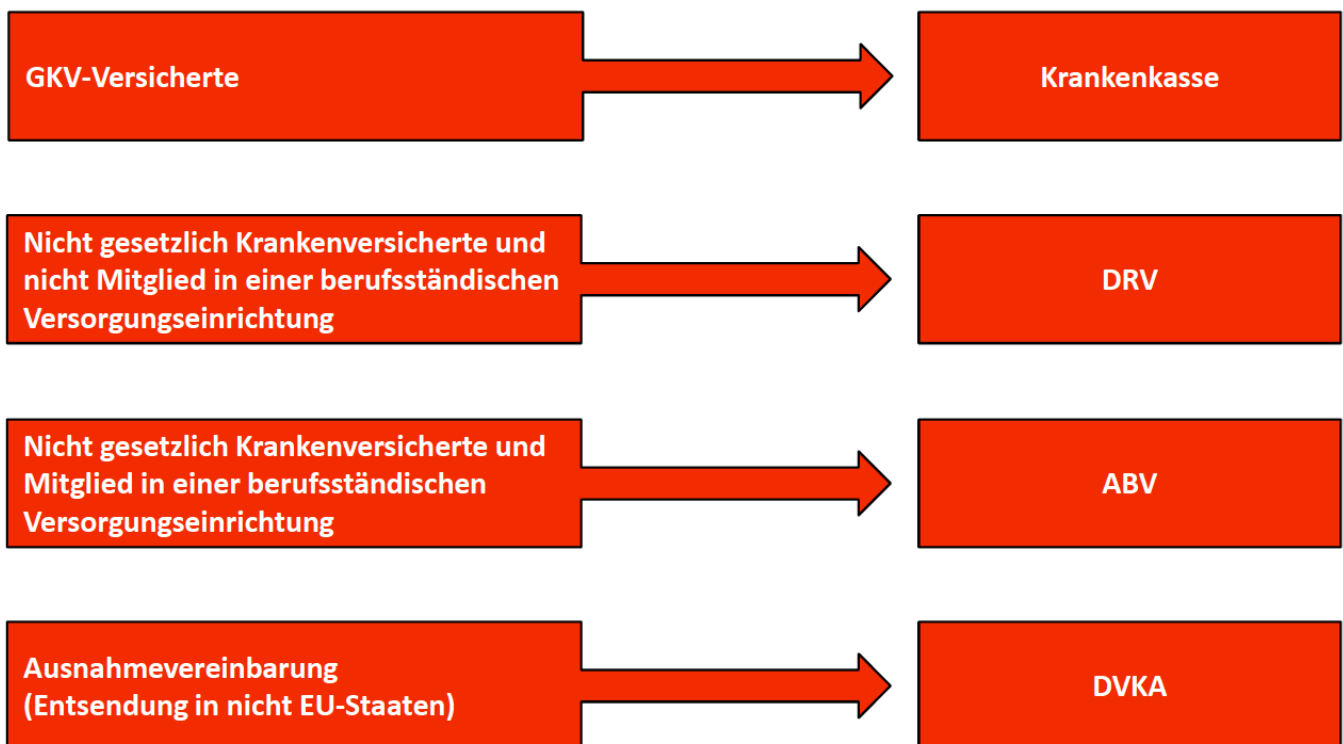 GKV-Versicherte
Krankenkasse
Nicht gesetzlich Krankenversicherte und
nicht Mitglied in einer berufsständischen
Versorgungseinrichtung
DRV
Nicht gesetzlich Krankenversicherte und
Mitglied in einer berufsständischen
Versorgungseinrichtung
ABV
Ausnahmevereinbarung
(Entsendung in nicht EU-Staaten)
DVKA